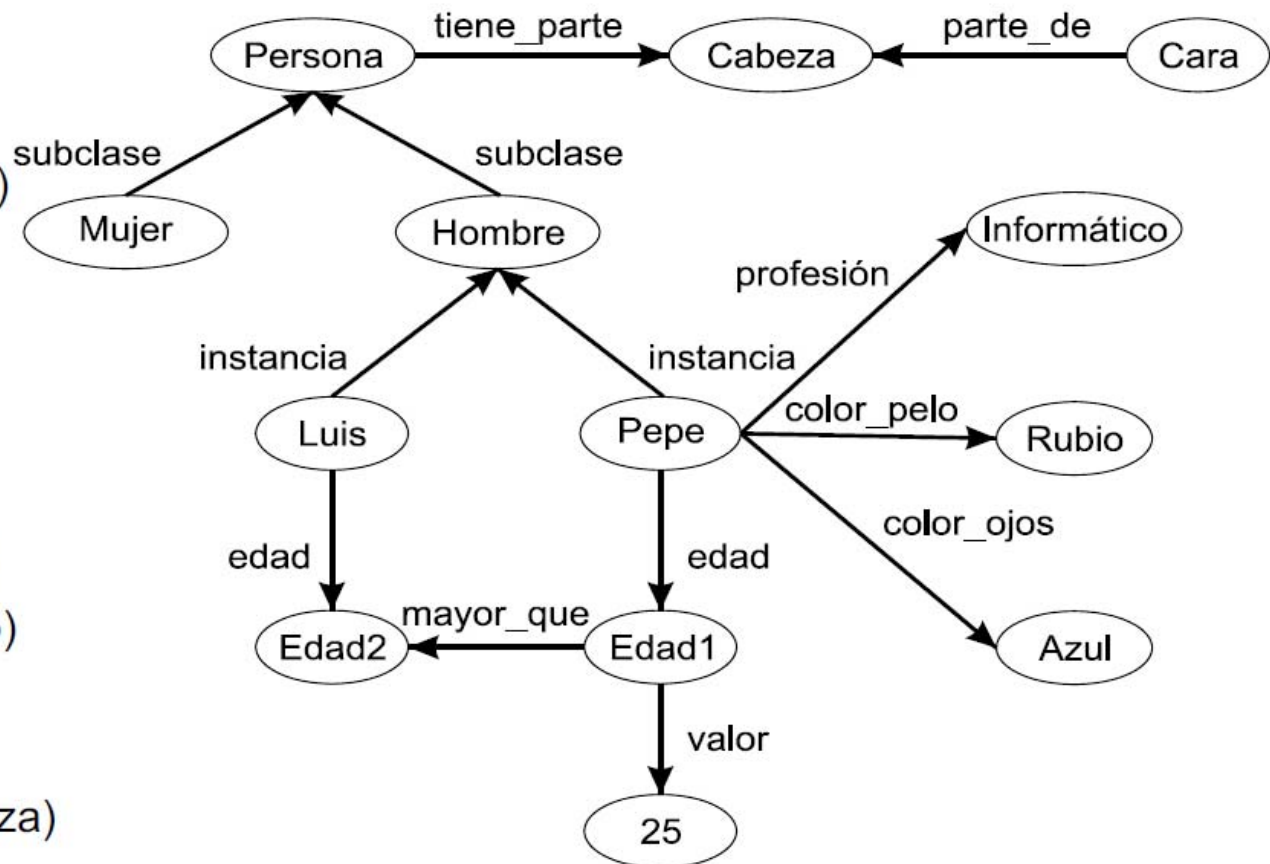 tiene_parte parte_de
Persona Cabeza Cara
subclase subclase
)
Mujer Hombre Informático
profesión
instancia instancia
color_pelo
Luis Pepe Rubio
color_ojos
edad edad
mayor_que
)
Edad2 Edad1 Azul
valor
za)
25